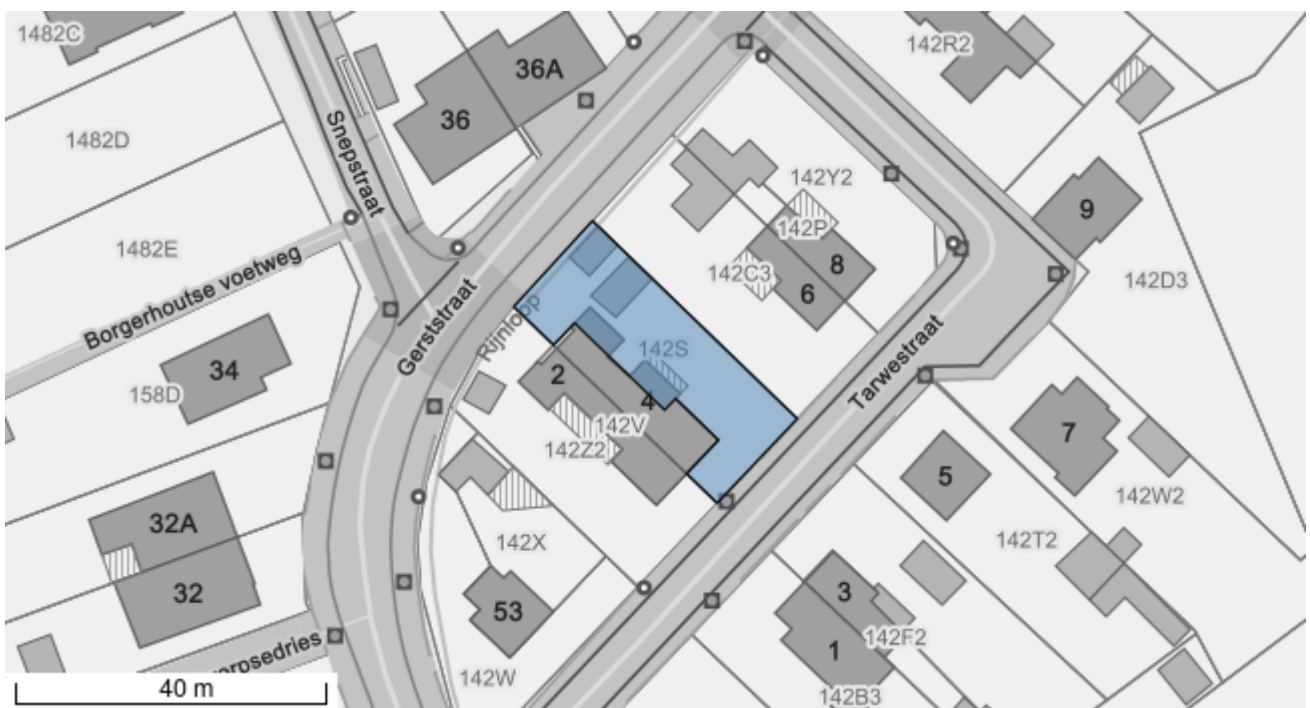 1482C
36A
142R2
36
1482D
Snepstraat
142Y2
9
142P
1482E
142C3
8
142D3
Borgerhoutse voetweg
6
Gerststraat
Rijnloop
142S
Tarwestraat
34
2
4
158D
142V
7
142Z2
5
142W2
32A
142X
142T2
32
3
53
142F2
1
rpsedries
142W
40 m
142B3